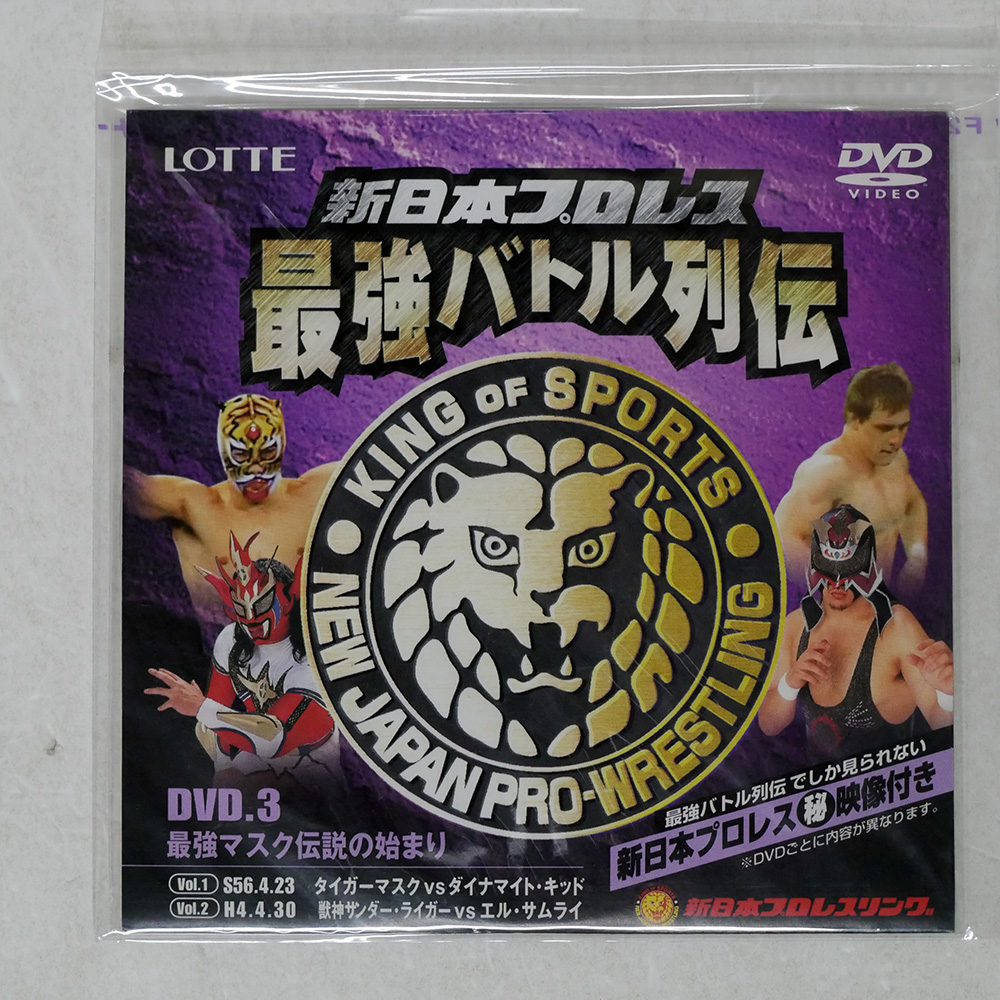 LOTTE
DVD
VIDEO
新日本プロレス
最強バトル列伝
KING OF SPORTS
NEW JAPAN PRO-WRESTLING
DVD.3
最強マスク伝説の始まり
Vol.1 S56.4.23 タイガーマスク vs ダイナマイト・キッド
Vol.2 H4.4.30 獣神サンダー・ライガー vs エル・サムライ
最強バトル列伝でしか見られない
新日本プロレス㊙映像付き
※DVDごとに内容が異なります。
新日本プロレスリング㈱